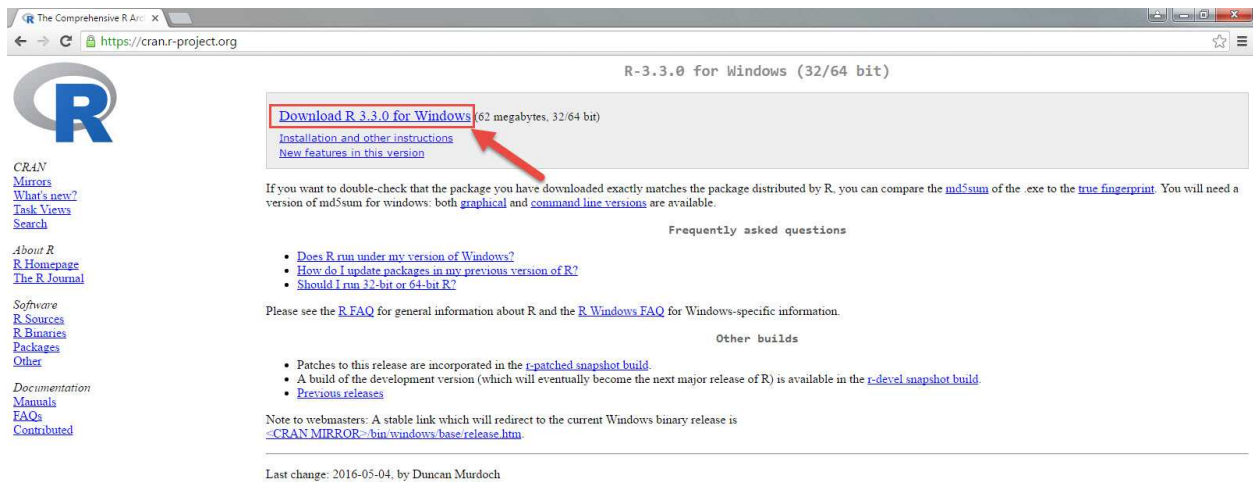 The Comprehensive R Arc
https://cran.r-project.org
R
CRAN
Mirrors
What's new?
Task Views
Search
About R
R Homepage
The R Journal
Software
R Sources
R Binaries
Packages
Other
Documentation
Manuals
FAQs
Contributed
R-3.3.0 for Windows (32/64 bit)
Download R 3.3.0 for Windows (62 megabytes, 32/64 bit)
Installation and other instructions
New features in this version
If you want to double-check that the package you have downloaded exactly matches the package distributed by R, you can compare the md5sum of the .exe to the true fingerprint. You will need a
version of md5sum for windows: both graphical and command line versions are available.
Frequently asked questions
• Does R run under my version of Windows?
• How do I update packages in my previous version of R?
• Should I run 32-bit or 64-bit R?
Please see the R FAQ for general information about R and the R Windows FAQ for Windows-specific information.
Other builds
• Patches to this release are incorporated in the r-patched snapshot build.
• A build of the development version (which will eventually become the next major release of R) is available in the r-devel snapshot build.
• Previous releases
Note to webmasters: A stable link which will redirect to the current Windows binary release is
<CRAN MIRROR>/bin/windows/base/release.htm.
Last change: 2016-05-04, by Duncan Murdoch